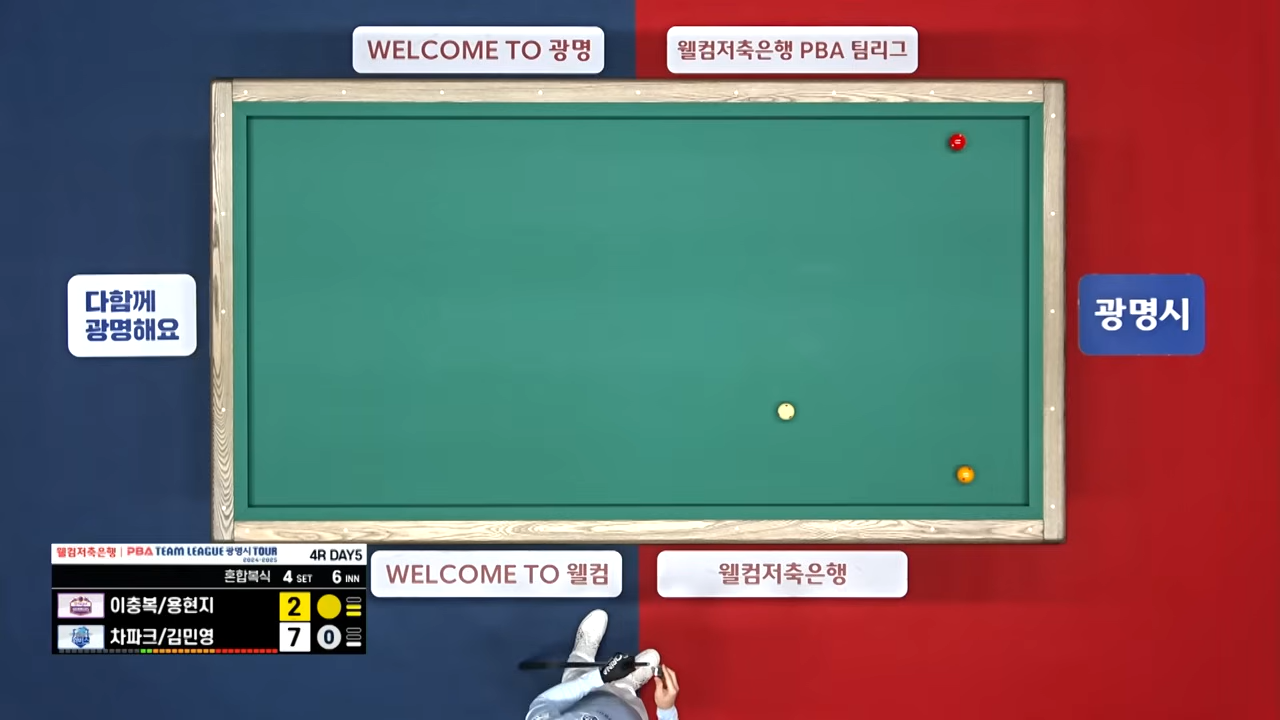 WELCOME TO 광명
웰컴저축은행 PBA 팀리그
다함께
광명해요
광명시
웰컴저축은행 | PBA TEAM LEAGUE 광명시 TOUR
2024-2025
4R DAY5
혼합복식 4 SET 6 INN
이충복/용현지 2
차파크/김민영 7 0
WELCOME TO 웰컴
웰컴저축은행